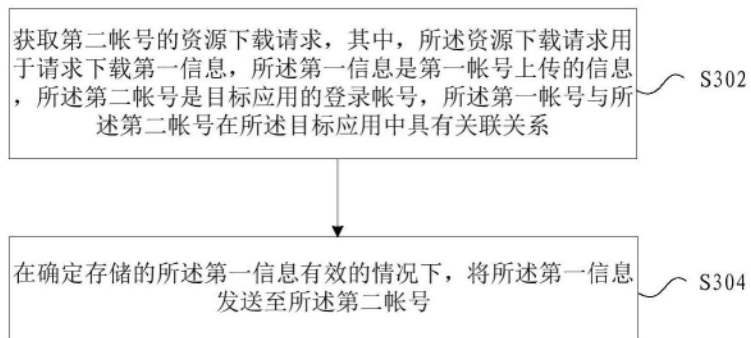 获取第二帐号的资源下载请求，其中，所述资源下载请求用
于请求下载第一信息，所述第一信息是第一帐号上传的信息
，所述第二帐号是目标应用的登录帐号，所述第一帐号与所
述第二帐号在所述目标应用中具有关联关系
S302
在确定存储的所述第一信息有效的情况下，将所述第一信息
发送至所述第二帐号
S304